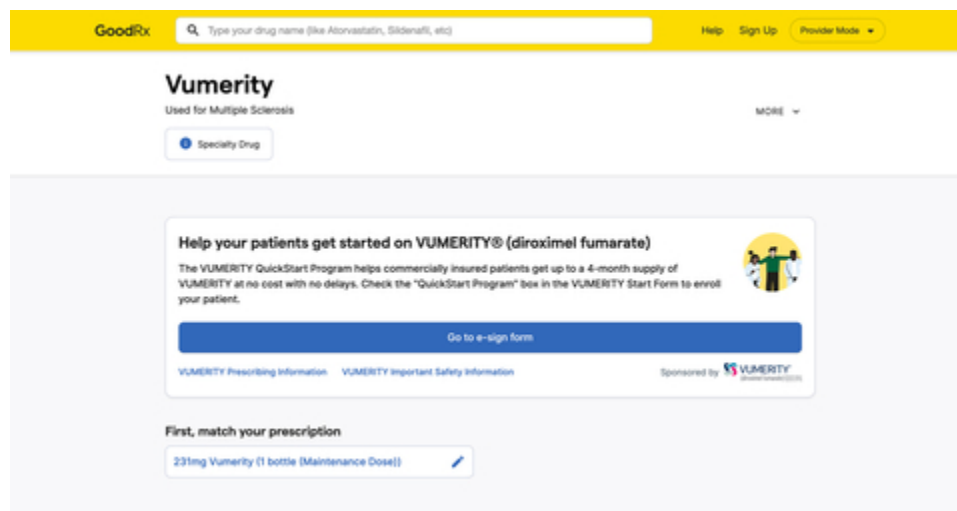 GoodRx
Type your drug name (like Atorvastatin, Sildenafil, etc)
Help Sign Up Provider Mode
Vumerity
Used for Multiple Sclerosis
MORE
Specialty Drug
Help your patients get started on VUMERITY® (diroximel fumarate)
The VUMERITY QuickStart Program helps commercially insured patients get up to a 4-month supply of
VUMERITY at no cost with no delays. Check the "QuickStart Program" box in the VUMERITY Start Form to enroll
your patient.
Go to e-sign form
VUMERITY Prescribing Information VUMERITY Important Safety Information
Sponsored by VUMERITY
First, match your prescription
231mg Vumerity (1 bottle (Maintenance Dose))